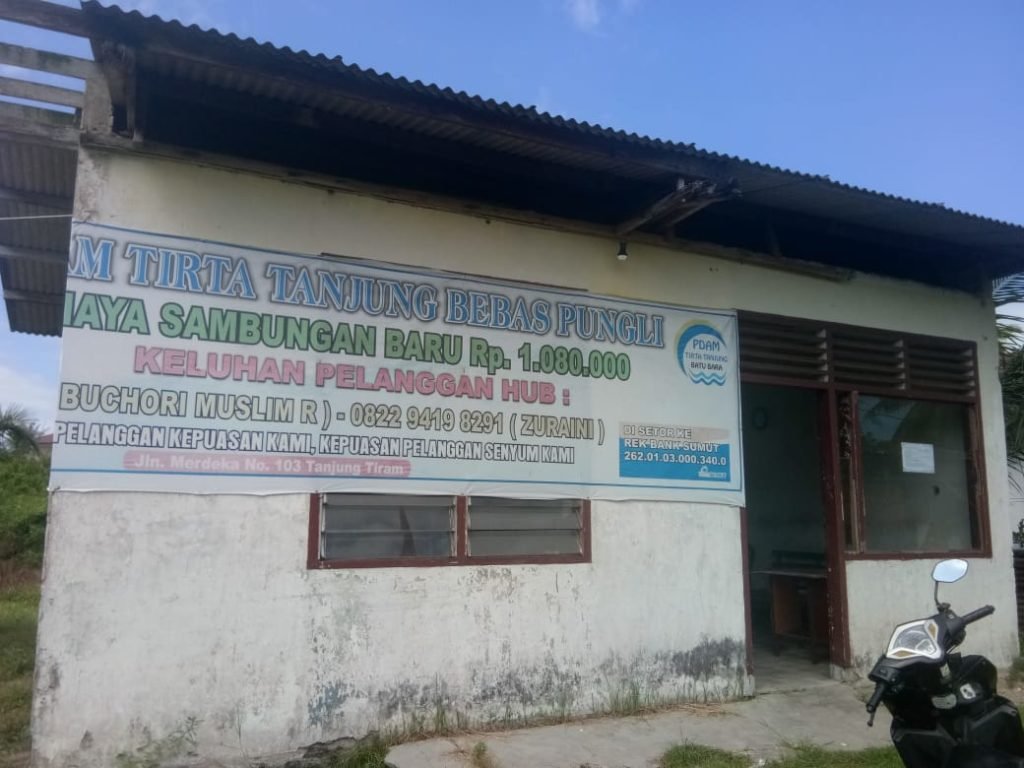 AM TIRTA TANJUNG BEBAS PUNGLI
IAYA SAMBUNGAN BARU Rp. 1.080.000
KELUHAN PELANGGAN HUB :
BUCHORI MUSLIM R ) - 0822 9419 8291 ( ZURAINI )
PELANGGAN KEPUASAN KAMI, KEPUASAN PELANGGAN SENYUM KAMI
Jln. Merdeka No. 103 Tanjung Tiram
PDAM
TIRTA TANJUNG
BATU BARA
DI SETOR KE
REK BANK SUMUT
262.01.03.000.340.0